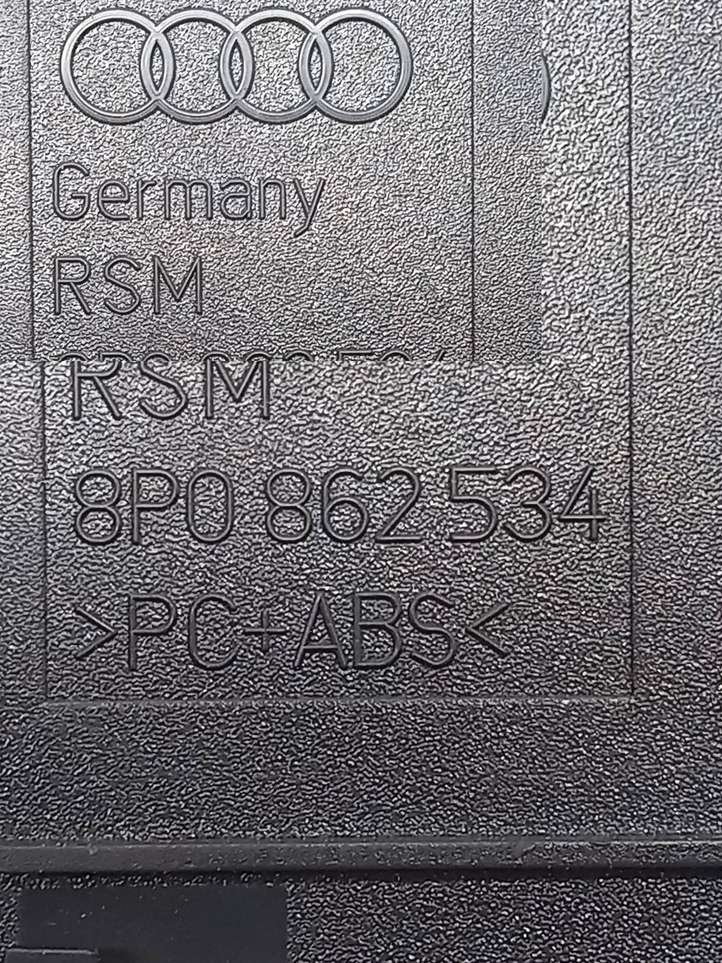 Germany
RSM
RSM
8P0 862 534
>PC+ABS<